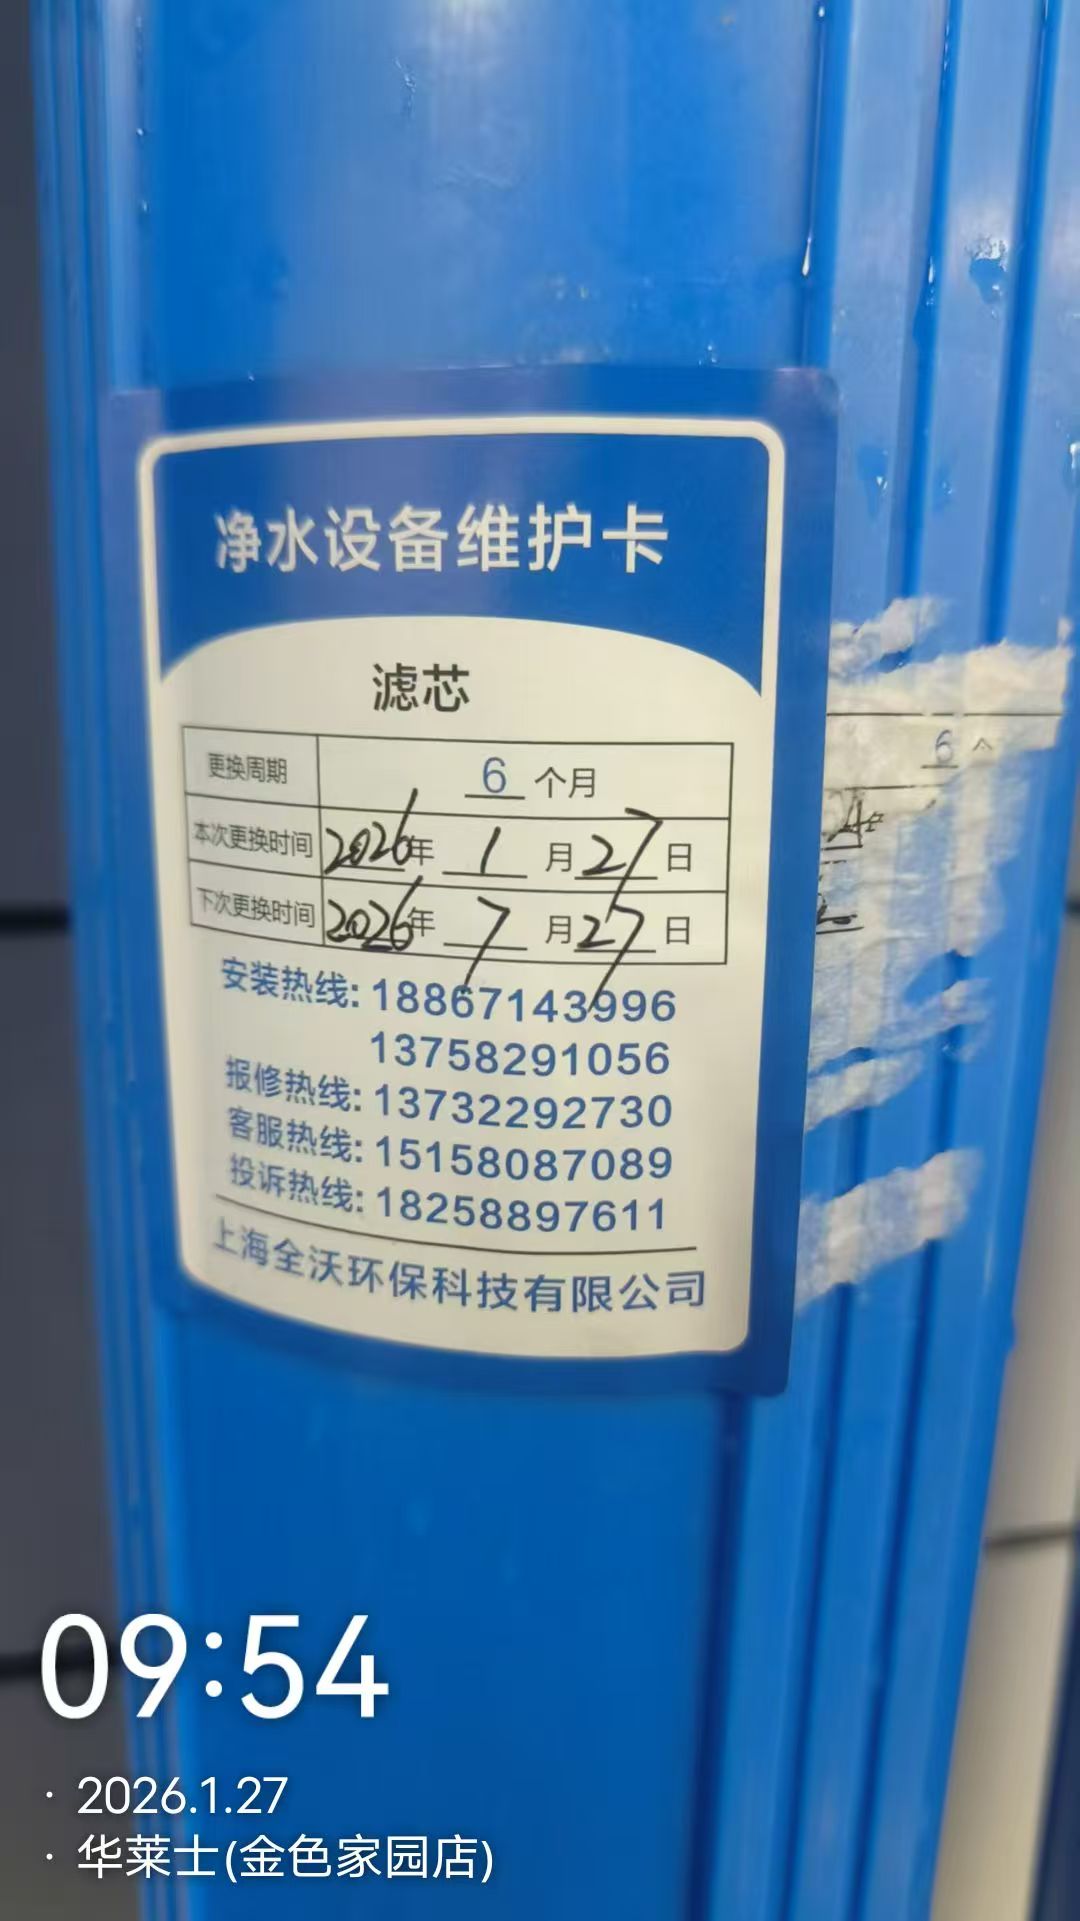 净水设备维护卡
滤芯
更换周期 6 个月
本次更换时间 2026年 1 月 27 日
下次更换时间 2026年 7 月 27 日
安装热线: 18867143996
13758291056
报修热线: 13732292730
客服热线: 15158087089
投诉热线: 18258897611
上海全沃环保科技有限公司
6 个
09:54
· 2026.1.27
· 华莱士(金色家园店)